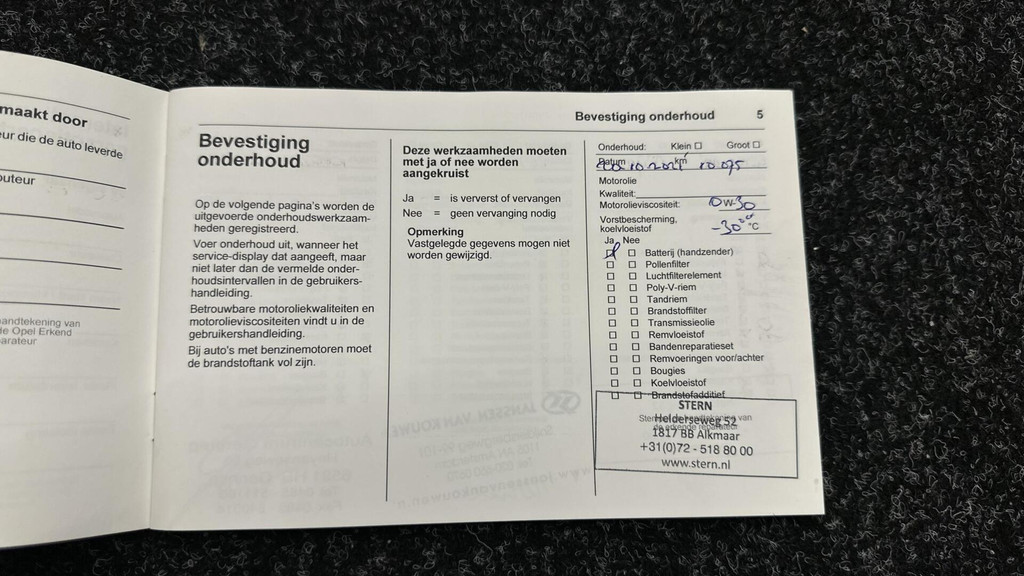 maakt door
eur die de auto leverde
outeur
andtekening van
de Opel Erkend
arateur
Bevestiging onderhoud 5
Bevestiging
onderhoud
Op de volgende pagina's worden de
uitgevoerde onderhoudswerkzaam-
heden geregistreerd.
Voer onderhoud uit, wanneer het
service-display dat aangeeft, maar
niet later dan de vermelde onder-
houdsintervallen in de gebruikers-
handleiding.
Betrouwbare motoroliekwaliteiten en
motorolieviscositeiten vindt u in de
gebruikershandleiding.
Bij auto's met benzinemotoren moet
de brandstoftank vol zijn.
Deze werkzaamheden moeten
met ja of nee worden
aangekruist
Ja = is ververst of vervangen
Nee = geen vervanging nodig
Opmerking
Vastgelegde gegevens mogen niet
worden gewijzigd.
Onderhoud: Klein ☐ Groot ☐
Datum km
Motorolie
Kwaliteit:
Motorolieviscositeit: 0W-30
Vorstbescherming,
koelvloeistof -30 °C
Ja Nee
Batterij (handzender)
☐ ☐ Pollenfilter
☐ ☐ Luchtfilterelement
☐ ☐ Poly-V-riem
☐ ☐ Tandriem
☐ ☐ Brandstoffilter
☐ ☐ Transmissieolie
☐ ☐ Remvloeistof
☐ ☐ Bandenreparatieset
☐ ☐ Remvoeringen voor/achter
☐ ☐ Bougies
☐ ☐ Koelvloeistof
☐ ☐ Brandstofadditief
STERN
Helderseweg 52
1817 BB Alkmaar
+31(0)72 - 518 80 00
www.stern.nl